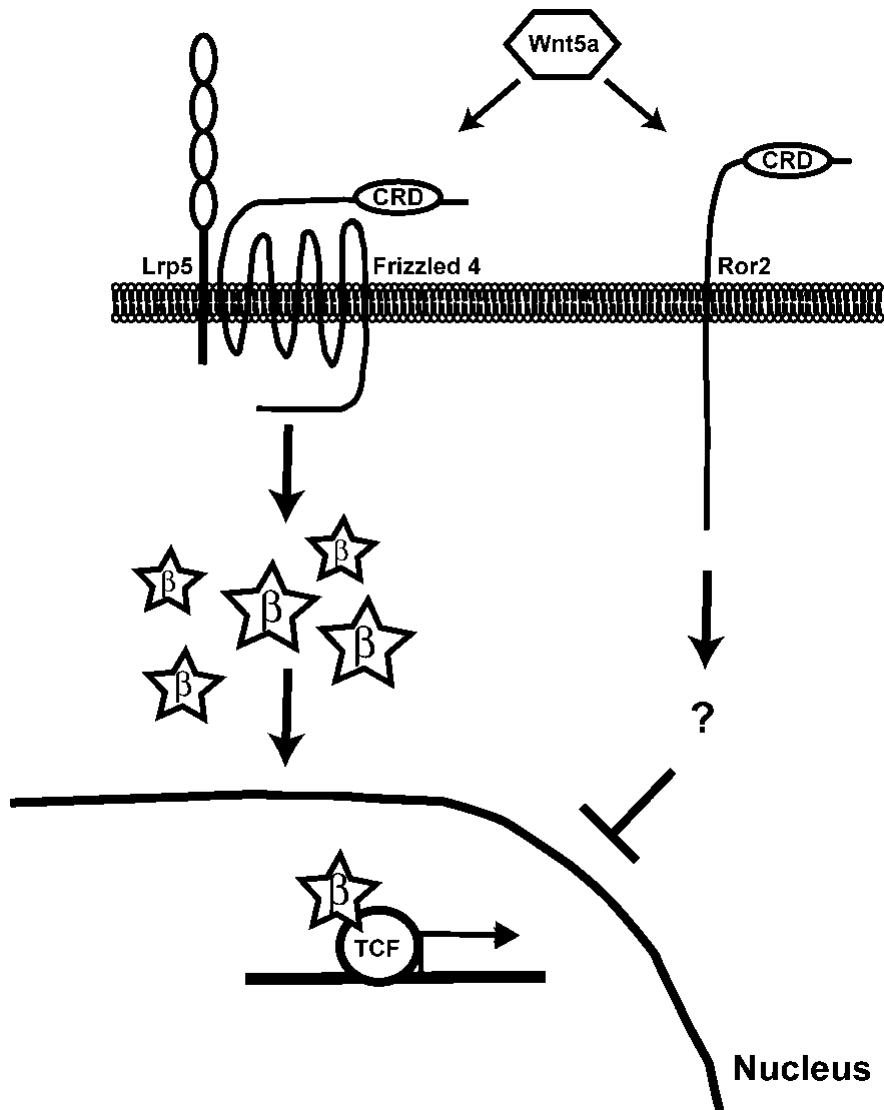 Wnt5a
CRD
CRD
Lrp5
Frizzled 4
Ror2
β
β
β
β
β
?
β
TCF
Nucleus